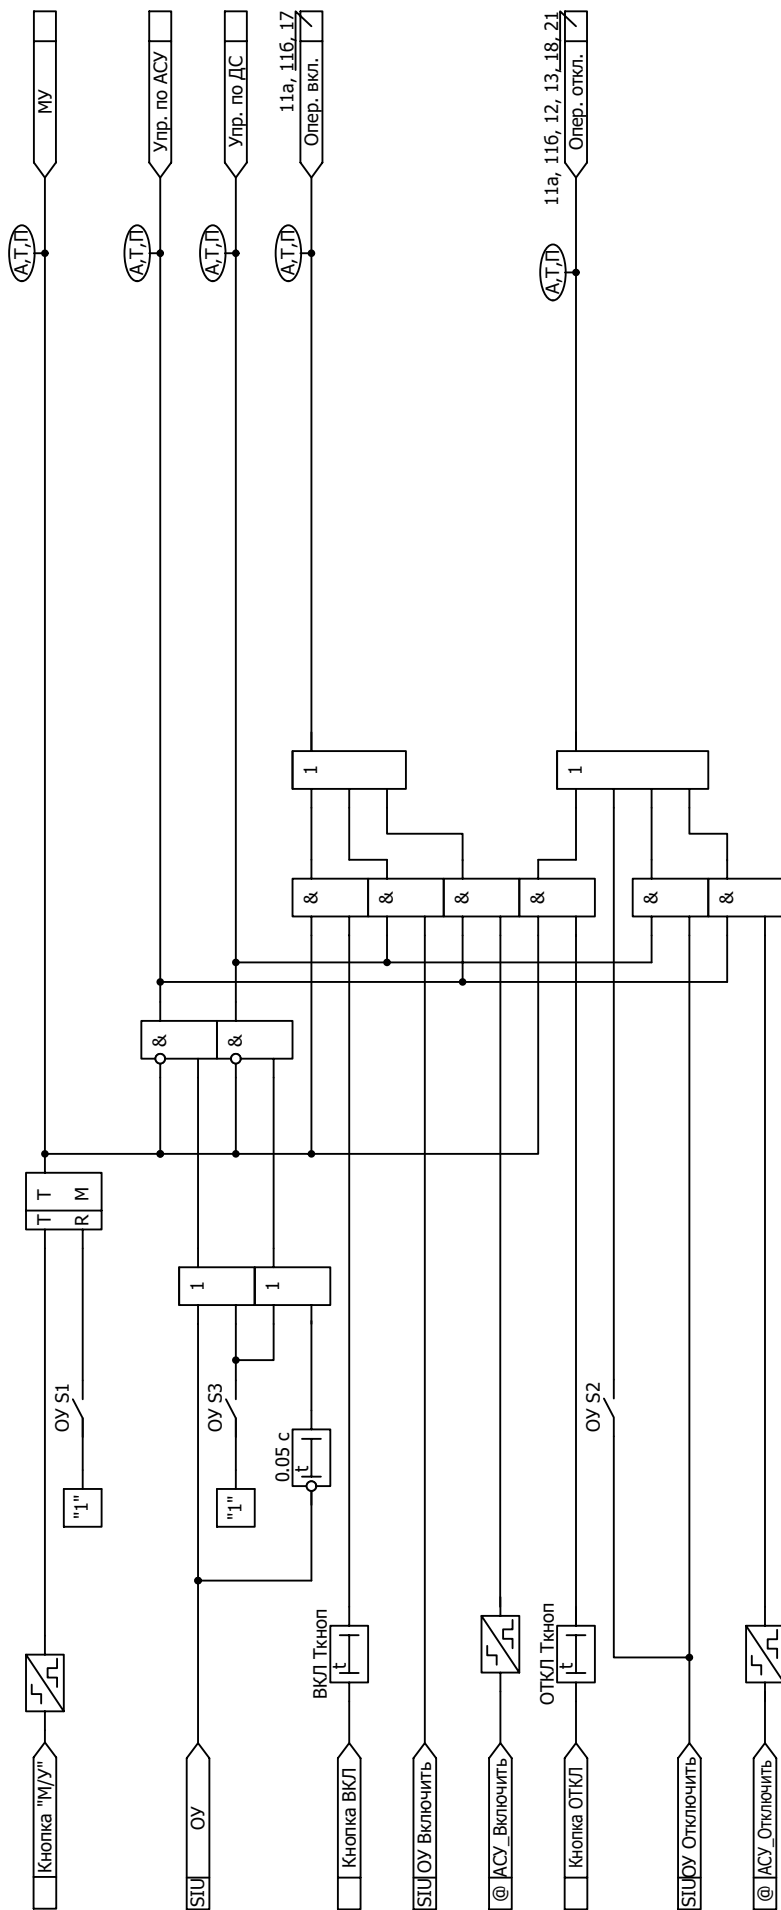 МУ
Упр. по АСУ
Упр. по ДС
11а, 11б, 17
Опер. вкл.
11а, 11б, 12, 13, 18, 21
Опер. откл.
А,Т,П
А,Т,П
А,Т,П
А,Т,П
А,Т,П
1
1
&
&
&
&
&
&
&
&
T T
R M
1
1
ОУ S1
ОУ S3
ОУ S2
"1"
"1"
0.05 с
t
ВКЛ Ткноп
t
ОТКЛ Ткноп
t
Кнопка "М/У"
SIU ОУ
Кнопка ВКЛ
SIU ОУ Включить
@ АСУ_Включить
Кнопка ОТКЛ
SIU ОУ Отключить
@ АСУ_Отключить